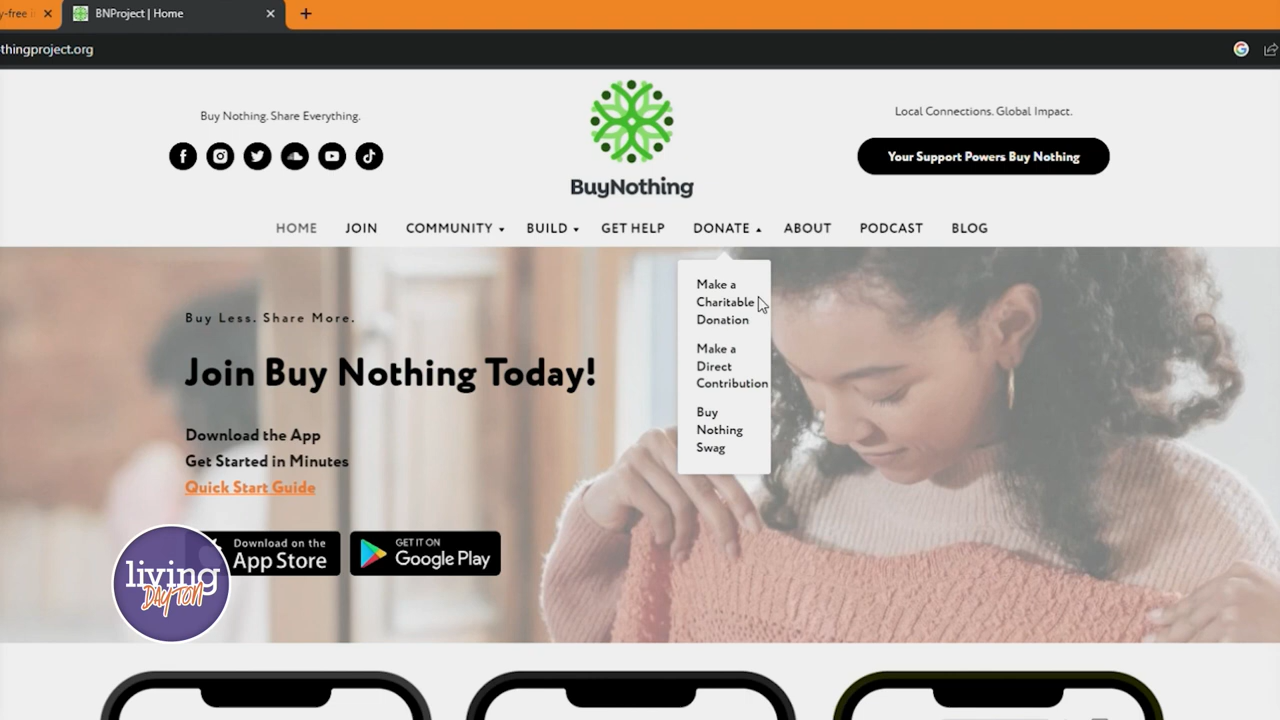 y-free i
BNProject | Home
thingproject.org
Buy Nothing. Share Everything.
Local Connections. Global Impact.
Your Support Powers Buy Nothing
BuyNothing
HOME JOIN COMMUNITY BUILD GET HELP DONATE ABOUT PODCAST BLOG
Make a
Charitable
Donation
Make a
Direct
Contribution
Buy
Nothing
Swag
Buy Less. Share More.
Join Buy Nothing Today!
Download the App
Get Started in Minutes
Quick Start Guide
Download on the
App Store
GET IT ON
Google Play
living
DAYTON